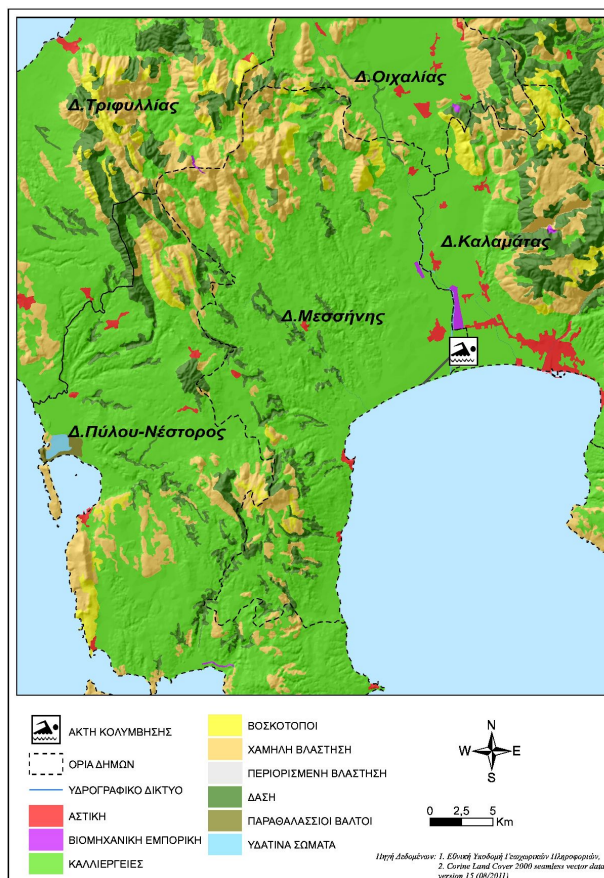 Δ.Οιχαλίας
Δ.Τριφυλλίας
Δ.Καλαμάτας
Δ.Μεσσήνης
Δ.Πύλου-Νέστορος
ΑΚΤΗ ΚΟΛΥΜΒΗΣΗΣ
ΟΡΙΑ ΔΗΜΩΝ
ΥΔΡΟΓΡΑΦΙΚΟ ΔΙΚΤΥΟ
ΑΣΤΙΚΗ
ΒΙΟΜΗΧΑΝΙΚΗ ΕΜΠΟΡΙΚΗ
ΚΑΛΛΙΕΡΓΕΙΕΣ
ΒΟΣΚΟΤΟΠΟΙ
ΧΑΜΗΛΗ ΒΛΑΣΤΗΣΗ
ΠΕΡΙΟΡΙΣΜΕΝΗ ΒΛΑΣΤΗΣΗ
ΔΑΣΗ
ΠΑΡΑΘΑΛΑΣΣΙΟΙ ΒΑΛΤΟΙ
ΥΔΑΤΙΝΑ ΣΩΜΑΤΑ
N
W E
S
0 2,5 5
Km
Πηγή Δεδομένων: 1. Εθνική Υποδομή Γεωχωρικών Πληροφοριών,
2. Corine Land Cover 2000 seamless vector data
version 15 (08/2011)